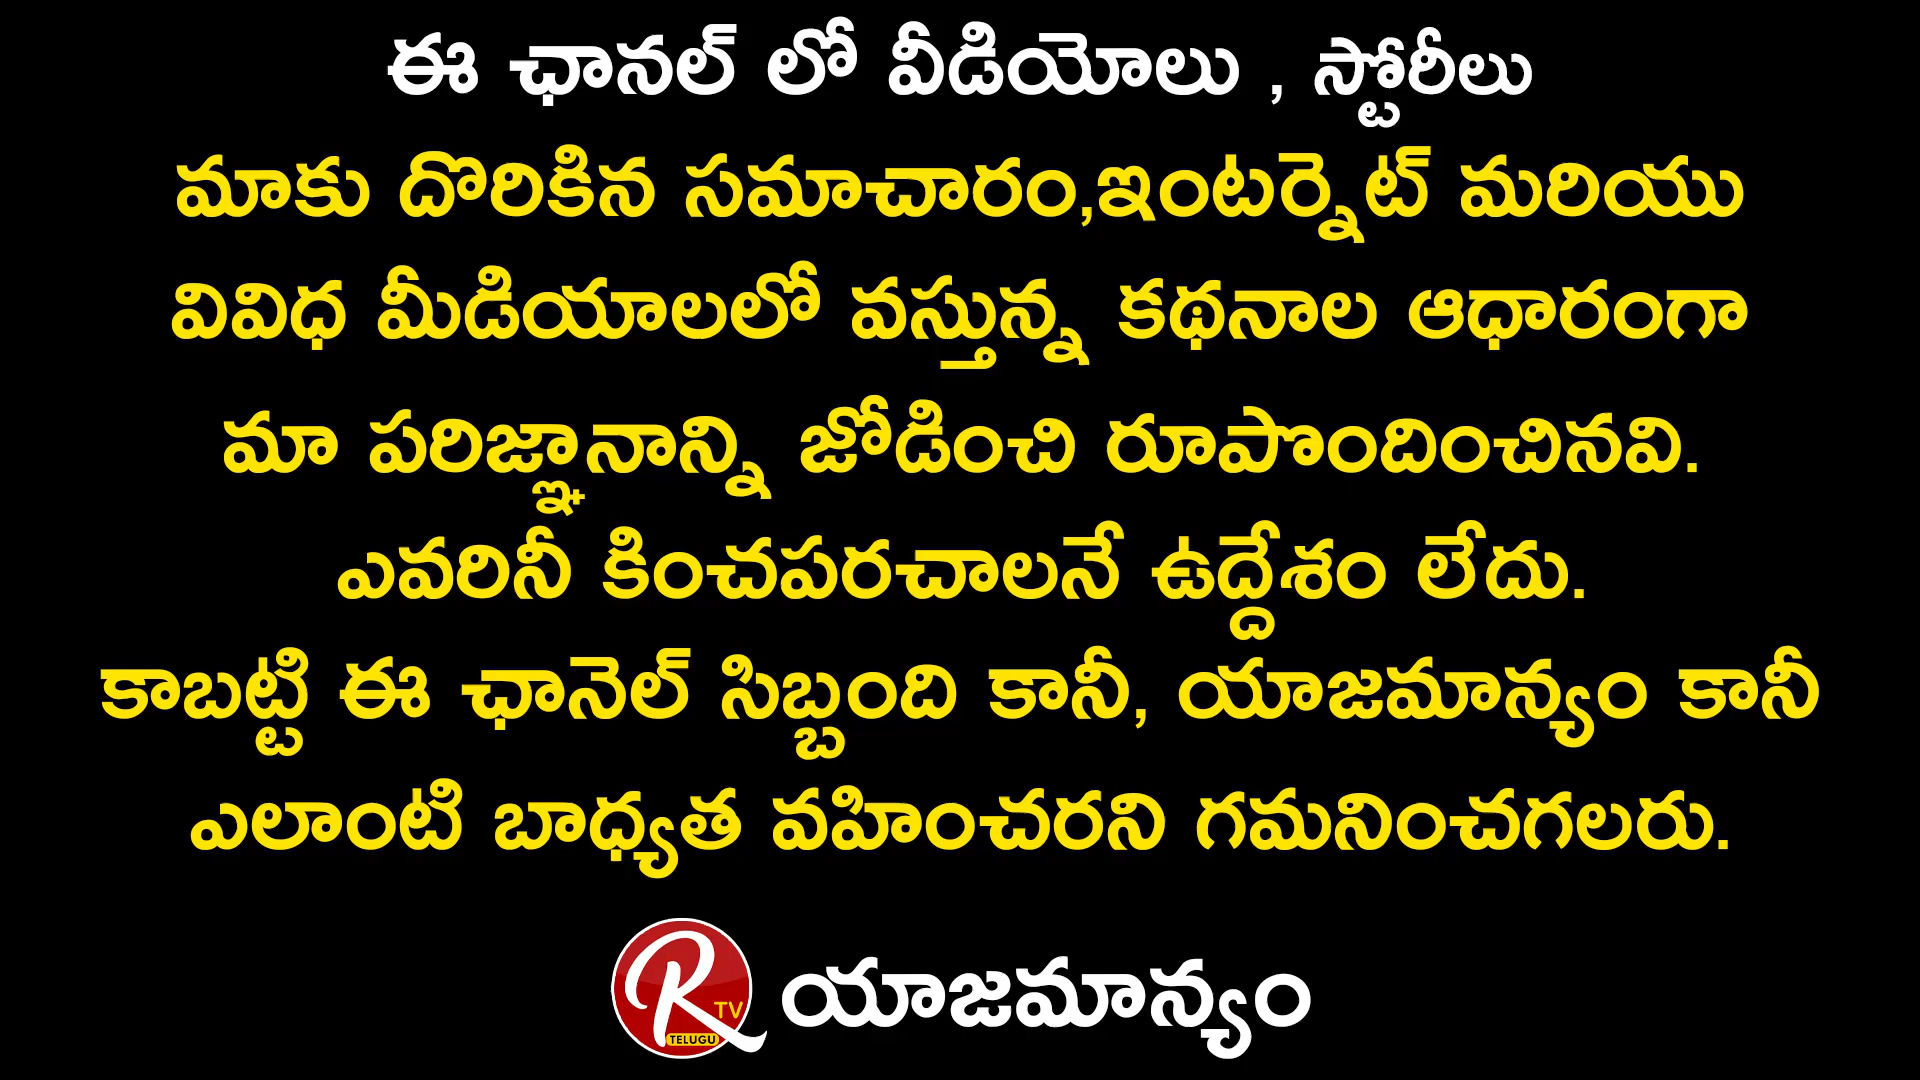 ఈ ఛానల్ లో వీడియోలు , స్టోరీలు
మాకు దొరికిన సమాచారం,ఇంటర్నెట్ మరియు
వివిధ మీడియాలలో వస్తున్న కథనాల ఆధారంగా
మా పరిజ్ఞానాన్ని జోడించి రూపొందించినవి.
ఎవరినీ కించపరచాలనే ఉద్దేశం లేదు.
కాబట్టి ఈ ఛానెల్ సిబ్బంది కానీ, యాజమాన్యం కానీ
ఎలాంటి బాధ్యత వహించరని గమనించగలరు.
R TV TELUGU యాజమాన్యం